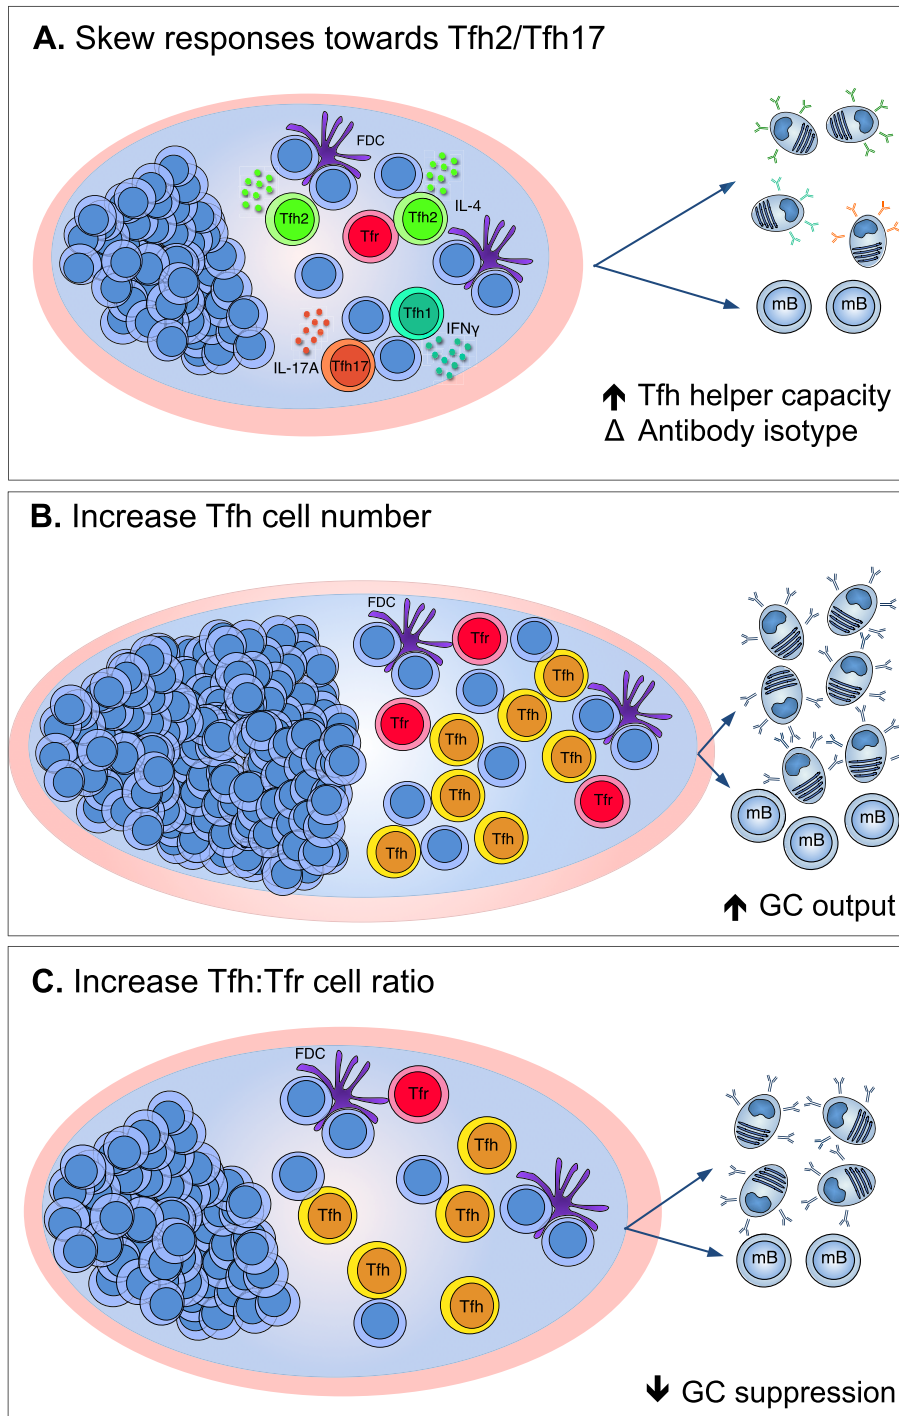 A. Skew responses towards Tfh2/Tfh17
FDC
Tfh2
Tfh2
IL-4
Tfr
Tfh1
IFNγ
IL-17A
Tfh17
mB
mB
↑ Tfh helper capacity
Δ Antibody isotype
B. Increase Tfh cell number
FDC
Tfr
Tfh
Tfh
Tfr
Tfh
Tfh
Tfh
Tfr
Tfh
Tfh
mB
mB
mB
↑ GC output
C. Increase Tfh:Tfr cell ratio
FDC
Tfr
Tfh
Tfh
Tfh
Tfh
Tfh
mB
mB
↓ GC suppression